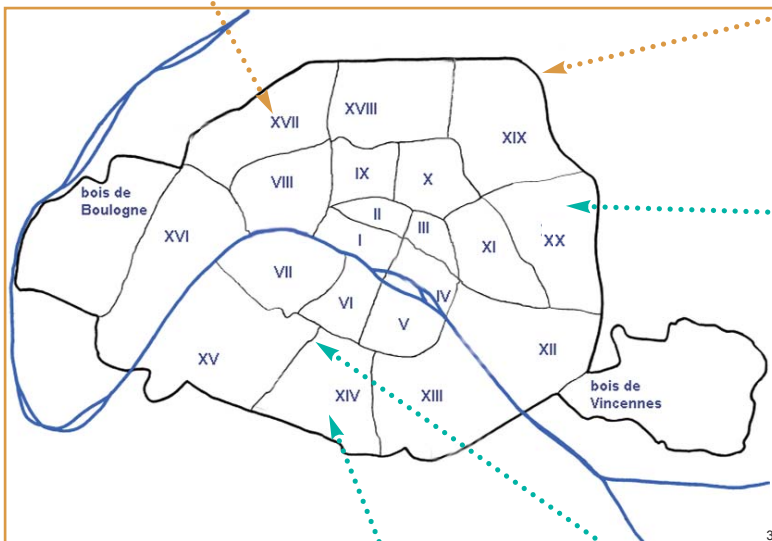 XVII
XVIII
XIX
bois de
Boulogne
VIII
IX
X
XVI
II
III
I
XI
XX
VII
VI
IV
V
XV
XII
XIV
XIII
bois de
Vincennes
3